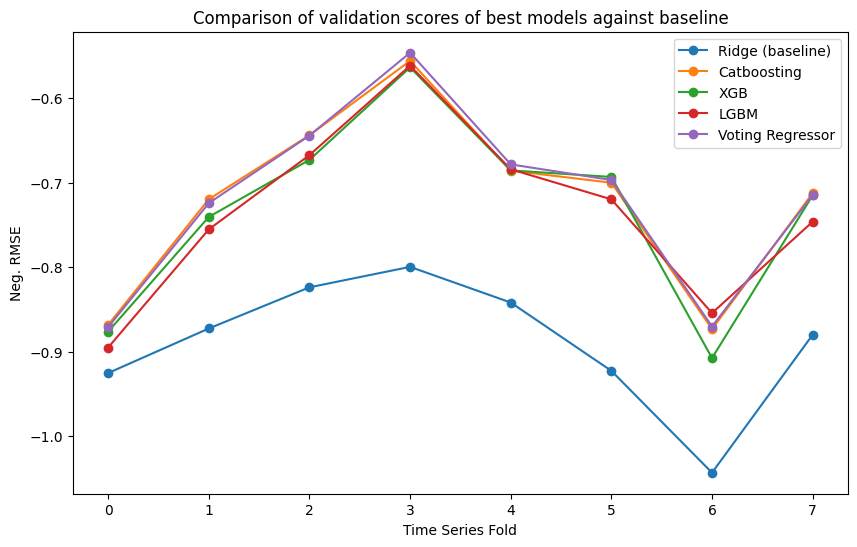 Comparison of validation scores of best models against baseline
Ridge (baseline)
Catboosting
XGB
LGBM
Voting Regressor
−0.6
−0.7
−0.8
−0.9
−1.0
Neg. RMSE
0 1 2 3 4 5 6 7
Time Series Fold